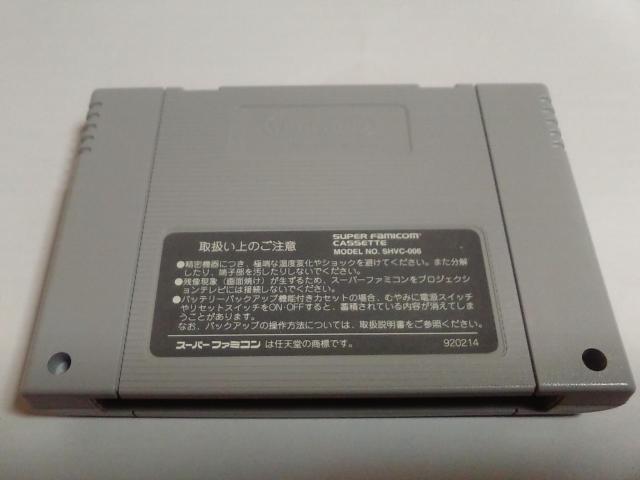 取扱い上のご注意
SUPER FAMICOM
CASSETTE
MODEL NO. SHVC-006
●精密機器につき、極端な温度変化やショックを避けてください。また分解
したり、端子部を汚したりしないでください。
●残像現象（画面焼け）が生ずるため、スーパーファミコンをプロジェクショ
ンテレビには接続しないでください。
●バッテリーバックアップ機能付きカセットの場合、むやみに電源スイッチ
やリセットスイッチをON・OFFすると、蓄積されている内容が消えてしま
うことがあります。
なお、バックアップの操作方法については、取扱説明書をご参照ください。
スーパーファミコン は任天堂の商標です。
920214